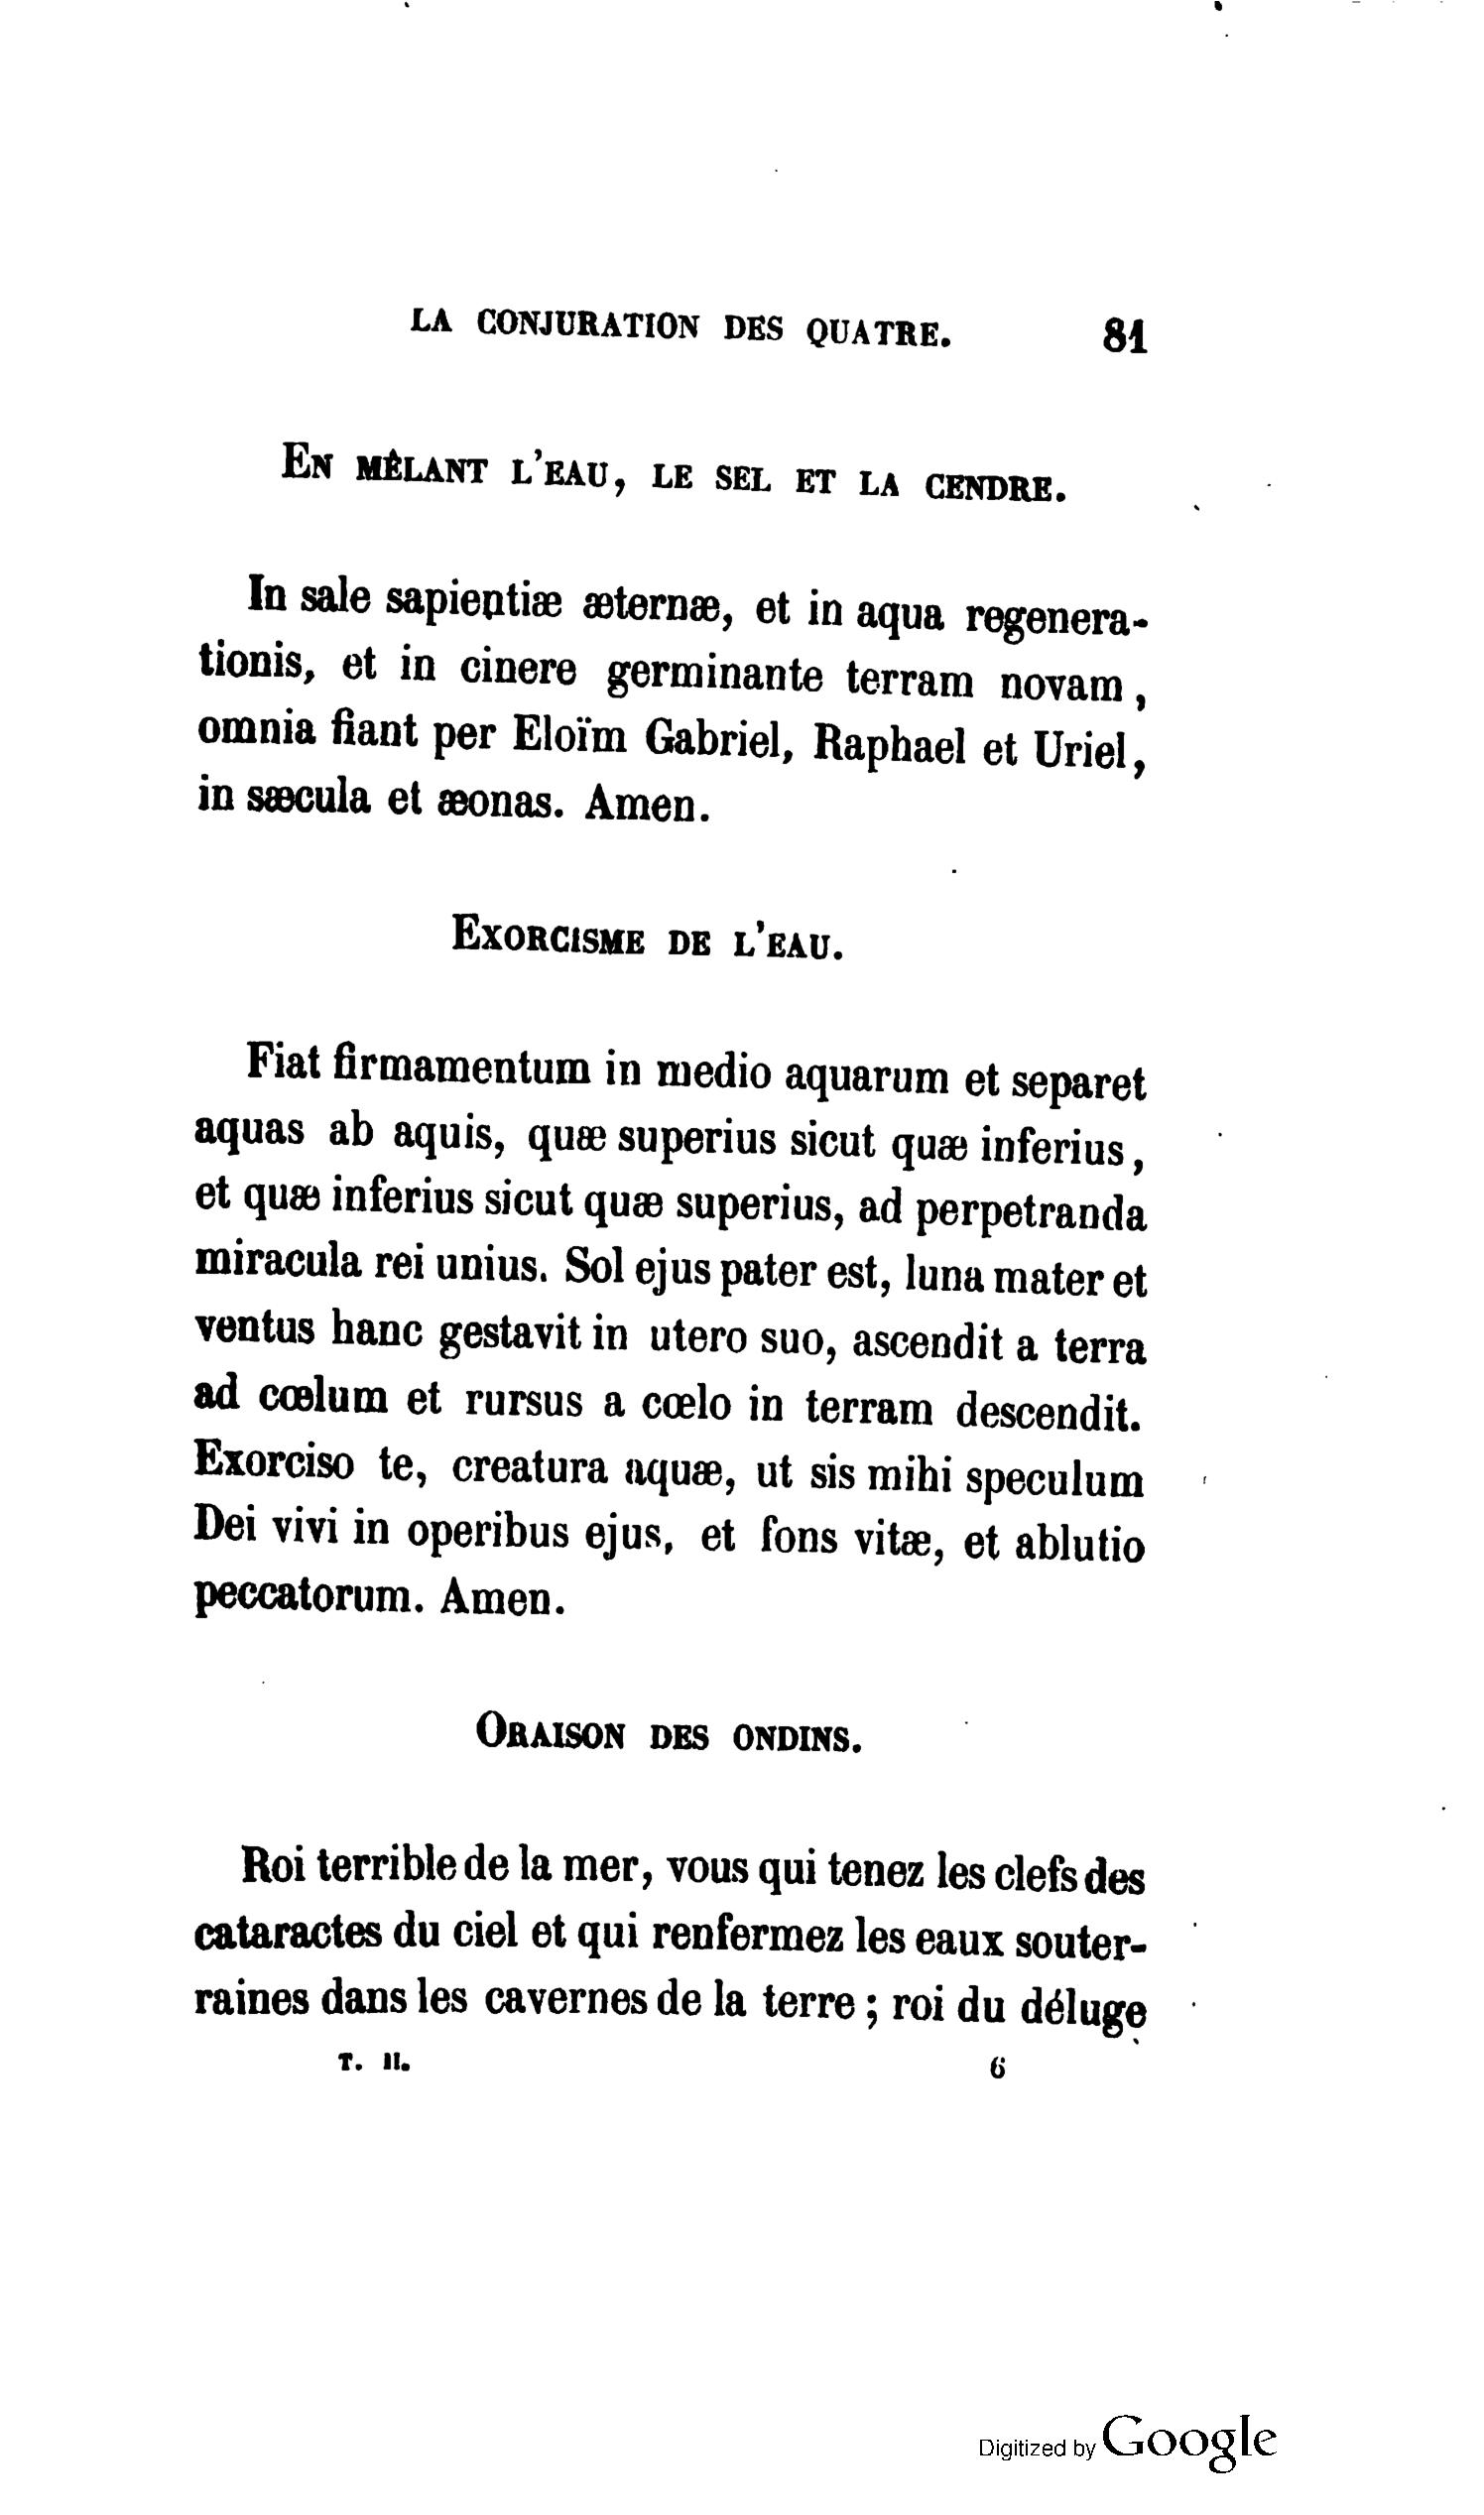 LA CONJURATION DES QUATRE. 81
EN MÊLANT L'EAU, LE SEL ET LA CENDRE.
In sale sapientiæ æternæ, et in aqua regenera-
tionis, et in cinere germinante terram novam,
omnia fiant per Eloïm Gabriel, Raphael et Uriel,
in sæcula et æonas. Amen.
EXORCISME DE L'EAU.
Fiat firmamentum in medio aquarum et separet
aquas ab aquis, quæ superius sicut quæ inferius,
et quæ inferius sicut quæ superius, ad perpetranda
miracula rei unius. Sol ejus pater est, luna mater et
ventus hanc gestavit in utero suo, ascendit a terra
ad cœlum et rursus a cœlo in terram descendit.
Exorciso te, creatura aquæ, ut sis mihi speculum
Dei vivi in operibus ejus, et fons vitæ, et ablutio
peccatorum. Amen.
ORAISON DES ONDINS.
Roi terrible de la mer, vous qui tenez les clefs des
cataractes du ciel et qui renfermez les eaux souter-
raines dans les cavernes de la terre ; roi du déluge
T. II. 6
Digitized by Google